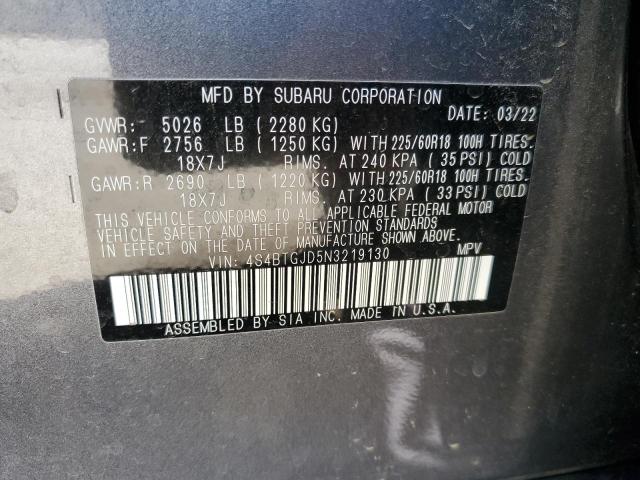 MFD BY SUBARU CORPORATION
DATE: 03/22
GVWR: 5026 LB ( 2280 KG)
GAWR:F 2756 LB ( 1250 KG) WITH 225/60R18 100H TIRES.
18X7J RIMS. AT 240 KPA ( 35 PSI) COLD
GAWR:R 2690 LB ( 1220 KG) WITH 225/60R18 100H TIRES.
18X7J RIMS. AT 230 KPA ( 33 PSI) COLD
THIS VEHICLE CONFORMS TO ALL APPLICABLE FEDERAL MOTOR
VEHICLE SAFETY AND THEFT PREVENTION STANDARDS
IN EFFECT ON THE DATE OF MANUFACTURE SHOWN ABOVE.
VIN: 4S4BTGJD5N3219130 MPV
ASSEMBLED BY SIA INC. MADE IN U.S.A.